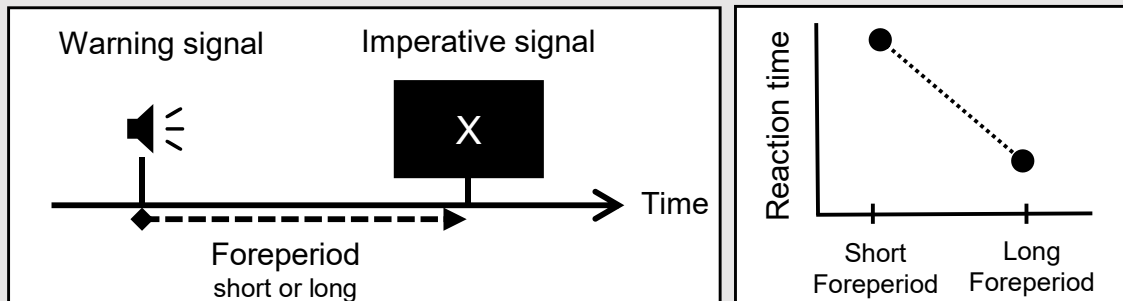 Warning signal
Imperative signal
X
Time
Foreperiod
short or long
Reaction time
Short
Foreperiod
Long
Foreperiod